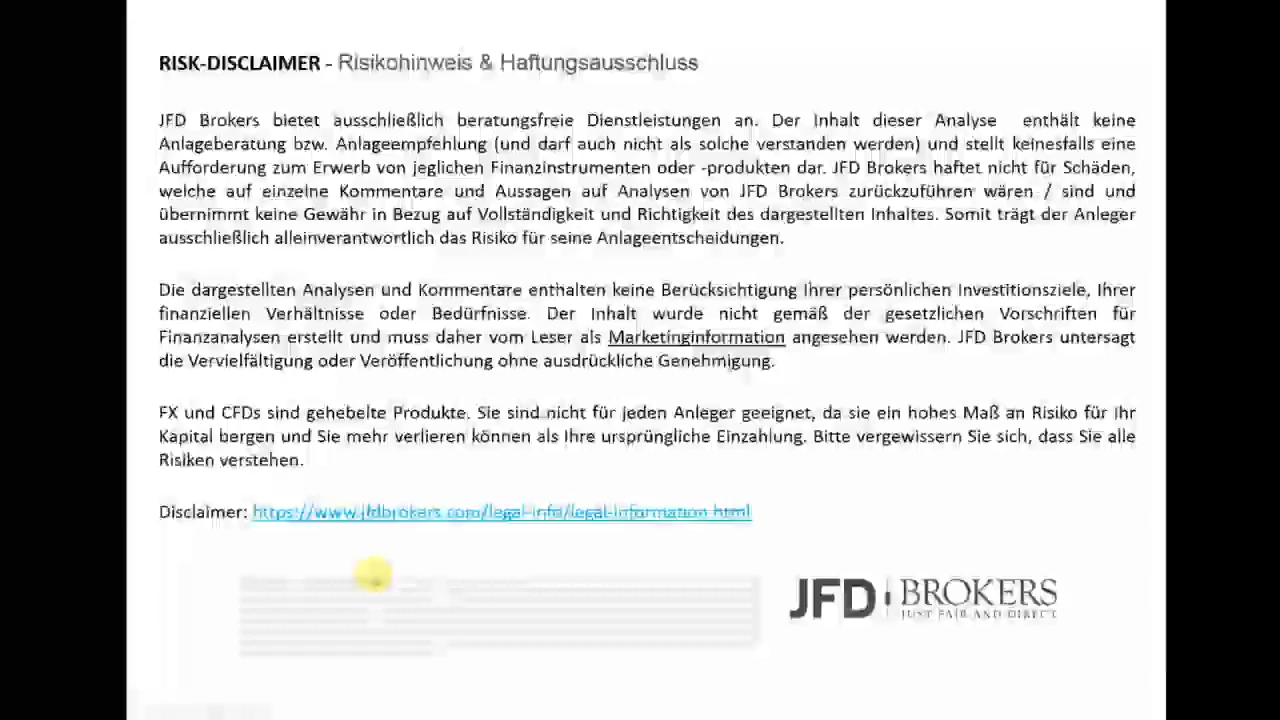 RISK-DISCLAIMER - Risikohinweis & Haftungsausschluss
JFD Brokers bietet ausschließlich beratungsfreie Dienstleistungen an. Der Inhalt dieser Analyse enthält keine
Anlageberatung bzw. Anlageempfehlung (und darf auch nicht als solche verstanden werden) und stellt keinesfalls eine
Aufforderung zum Erwerb von jeglichen Finanzinstrumenten oder -produkten dar. JFD Brokers haftet nicht für Schäden,
welche auf einzelne Kommentare und Aussagen auf Analysen von JFD Brokers zurückzuführen wären / sind und
übernimmt keine Gewähr in Bezug auf Vollständigkeit und Richtigkeit des dargestellten Inhaltes. Somit trägt der Anleger
ausschließlich alleinverantwortlich das Risiko für seine Anlageentscheidungen.
Die dargestellten Analysen und Kommentare enthalten keine Berücksichtigung Ihrer persönlichen Investitionsziele, Ihrer
finanziellen Verhältnisse oder Bedürfnisse. Der Inhalt wurde nicht gemäß der gesetzlichen Vorschriften für
Finanzanalysen erstellt und muss daher vom Leser als Marketinginformation angesehen werden. JFD Brokers untersagt
die Vervielfältigung oder Veröffentlichung ohne ausdrückliche Genehmigung.
FX und CFDs sind gehebelte Produkte. Sie sind nicht für jeden Anleger geeignet, da sie ein hohes Maß an Risiko für Ihr
Kapital bergen und Sie mehr verlieren können als Ihre ursprüngliche Einzahlung. Bitte vergewissern Sie sich, dass Sie alle
Risiken verstehen.
Disclaimer: https://www.jfdbrokers.com/legal-info/legal-information.html
JFD BROKERS
JUST FAIR AND DIRECT